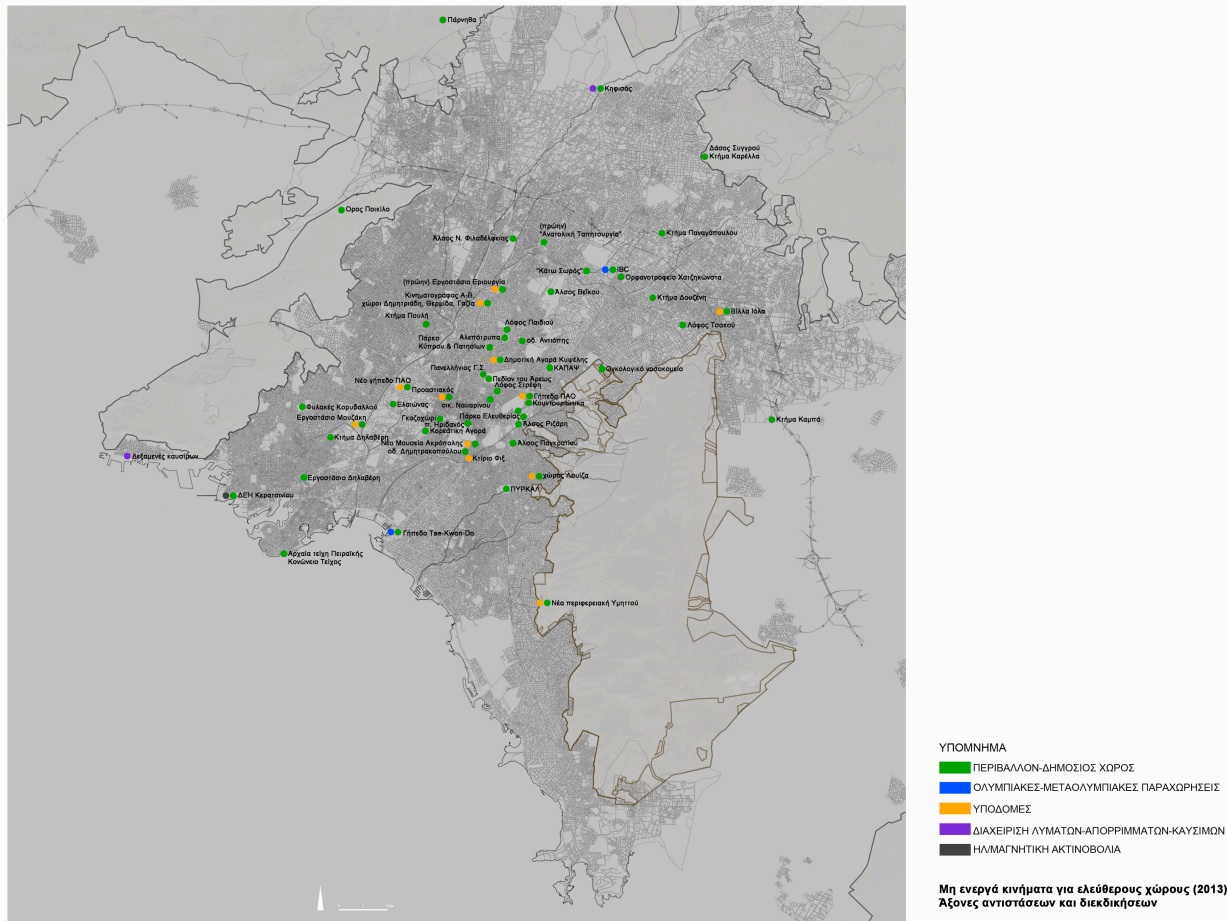 Πάρνηθα
Κηφισός
Δάσος Συγγρού
Κτήμα Καρέλλα
Όρος Ποικίλο
(πρώην)
"Ανατολική Ταπητουργία"
Κτήμα Παναγόπουλου
Άλσος Ν. Φιλαδέλφειας
"Κάτω Σωρός"
IBC
Ορφανοτροφείο Χατζηκώνστα
(πρώην) Εργοστάσιο Εριουργία
Άλσος Βεΐκου
Κινηματογράφος Α-Β,
χώροι Δημητριάδη, Θερμίδα, Γαζία
Κτήμα Δουζένη
Βίλλα Ιόλα
Κτήμα Πουλή
Λόφος Παιδιού
Λόφος Τσακού
Πάρκο
Κύπρου & Πατησίων
Αλεπότρυπα
οδ. Αντιόπης
Δημοτική Αγορά Κυψέλης
Πανελλήνιος Γ.Σ.
ΚΑΠΑΨ
Ογκολογικό νοσοκομείο
Πεδίον του Άρεως
Νέο γήπεδο ΠΑΟ
Λόφος Στρέφη
Προαστιακός
Γήπεδο ΠΑΟ
Κουντουριώτικα
οικ. Ναυαρίνου
Ελαιώνας
Φυλακές Κορυδαλλού
Εργοστάσιο Μουζάκη
Γκαζοχώρι
Πάρκο Ελευθερίας
π. Ηριδανός
Άλσος Ριζάρη
Κτήμα Καμπά
Κορεάτικη Αγορά
Κτήμα Δηλαβέρη
Νέο Μουσείο Ακρόπολης
Άλσος Παγκρατίου
οδ. Δημητρακοπούλου
Κτίριο Φιξ
Δεξαμενές καυσίμων
Εργοστάσιο Δηλαβέρη
χώρος Λουΐζα
ΠΥΡΚΑΛ
ΔΕΗ Κερατσινίου
Γήπεδο Tae-Kwon-Do
Αρχαία τείχη Πειραϊκής
Κονώνειο Τείχος
Νέα περιφερειακή Υμηττού
ΥΠΟΜΝΗΜΑ
ΠΕΡΙΒΑΛΛΟΝ-ΔΗΜΟΣΙΟΣ ΧΩΡΟΣ
ΟΛΥΜΠΙΑΚΕΣ-ΜΕΤΑΟΛΥΜΠΙΑΚΕΣ ΠΑΡΑΧΩΡΗΣΕΙΣ
ΥΠΟΔΟΜΕΣ
ΔΙΑΧΕΙΡΙΣΗ ΛΥΜΑΤΩΝ-ΑΠΟΡΡΙΜΜΑΤΩΝ-ΚΑΥΣΙΜΩΝ
ΗΛ/ΜΑΓΝΗΤΙΚΗ ΑΚΤΙΝΟΒΟΛΙΑ
Μη ενεργά κινήματα για ελεύθερους χώρους (2013)
Άξονες αντιστάσεων και διεκδικήσεων